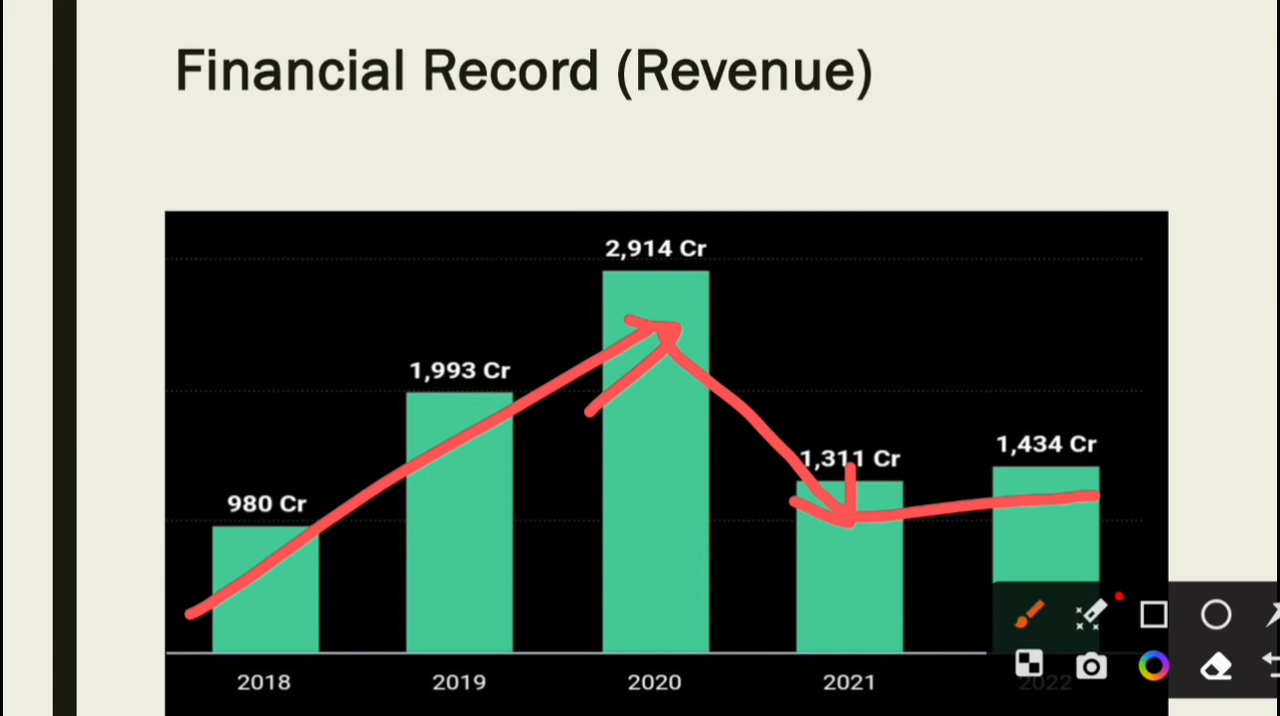 Financial Record (Revenue)
2,914 Cr
1,993 Cr
1,434 Cr
1,311 Cr
980 Cr
2018 2019 2020 2021 2022